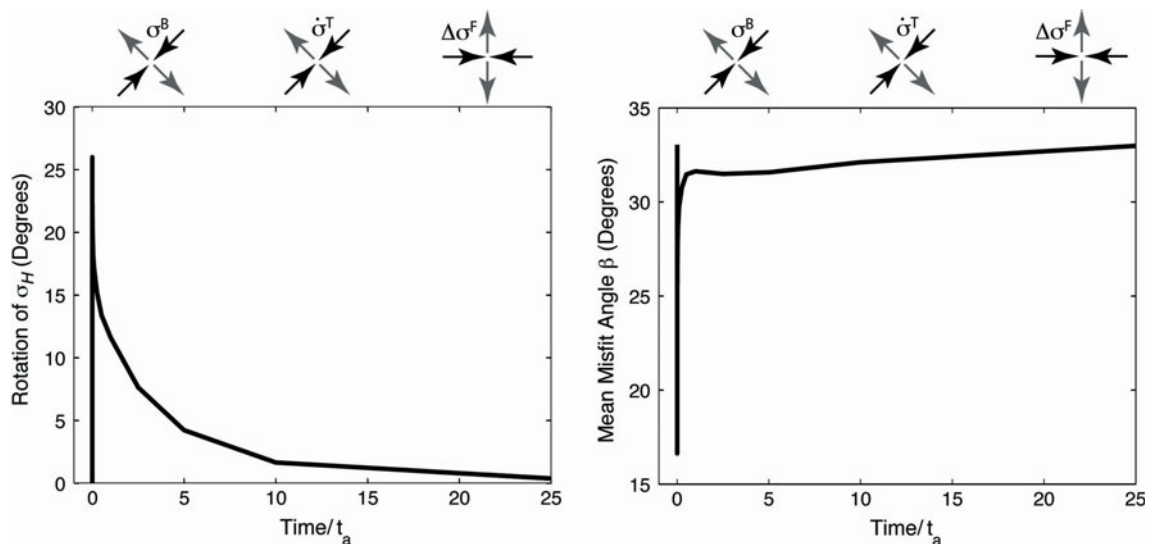 σᴮ σ̇ᵀ Δσᶠ
30
25
20
15
10
5
0
Rotation of σH (Degrees)
0 5 10 15 20 25
Time/ ta
σᴮ σ̇ᵀ Δσᶠ
35
30
25
20
15
Mean Misfit Angle β (Degrees)
0 5 10 15 20 25
Time/ ta